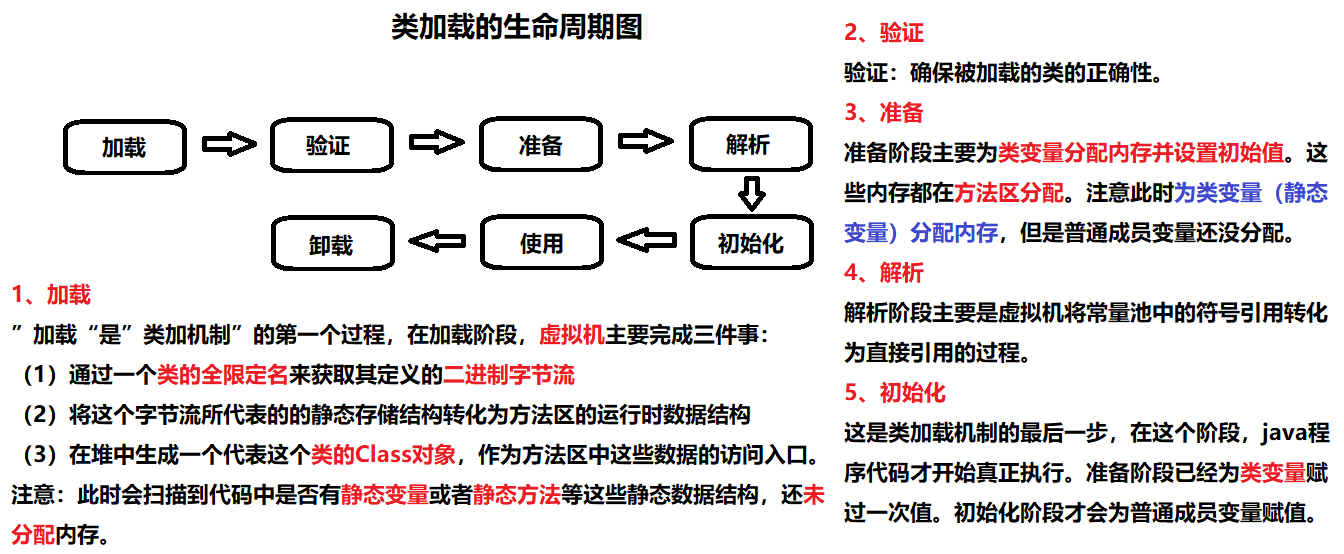 类加载的生命周期图
加载
验证
准备
解析
初始化
使用
卸载
1、加载
”加载“是”类加机制”的第一个过程，在加载阶段，虚拟机主要完成三件事：
（1）通过一个类的全限定名来获取其定义的二进制字节流
（2）将这个字节流所代表的的静态存储结构转化为方法区的运行时数据结构
（3）在堆中生成一个代表这个类的Class对象，作为方法区中这些数据的访问入口。
注意：此时会扫描到代码中是否有静态变量或者静态方法等这些静态数据结构，还未
分配内存。
2、验证
验证：确保被加载的类的正确性。
3、准备
准备阶段主要为类变量分配内存并设置初始值。这
些内存都在方法区分配。注意此时为类变量（静态
变量）分配内存，但是普通成员变量还没分配。
4、解析
解析阶段主要是虚拟机将常量池中的符号引用转化
为直接引用的过程。
5、初始化
这是类加载机制的最后一步，在这个阶段，java程
序代码才开始真正执行。准备阶段已经为类变量赋
过一次值。初始化阶段才会为普通成员变量赋值。